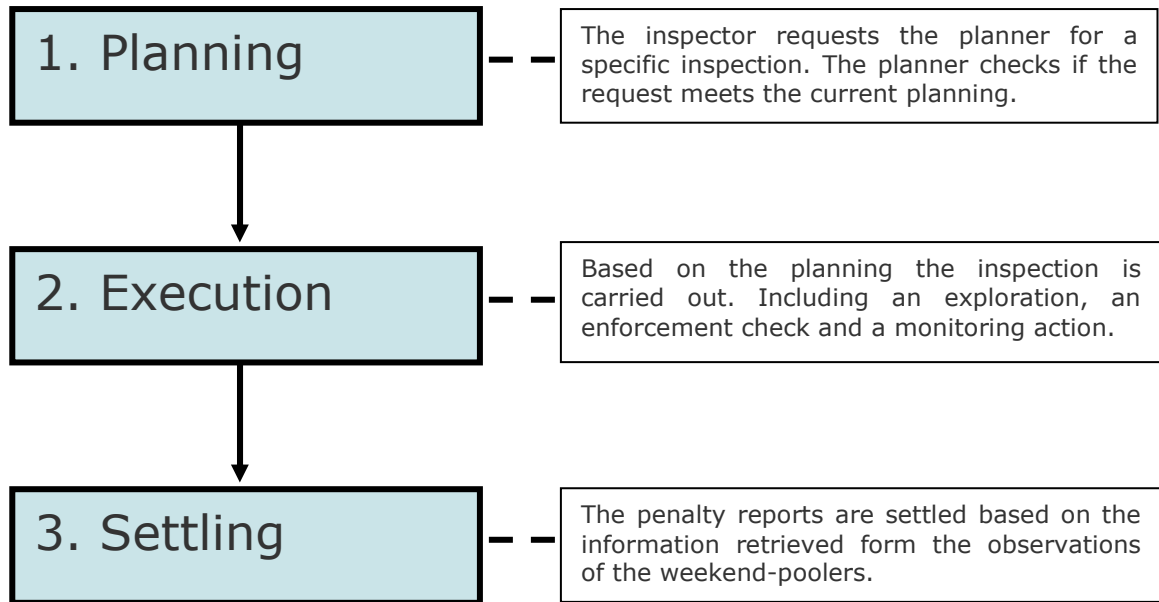 1. Planning
The inspector requests the planner for a
specific inspection. The planner checks if the
request meets the current planning.
2. Execution
Based on the planning the inspection is
carried out. Including an exploration, an
enforcement check and a monitoring action.
3. Settling
The penalty reports are settled based on the
information retrieved form the observations
of the weekend-poolers.